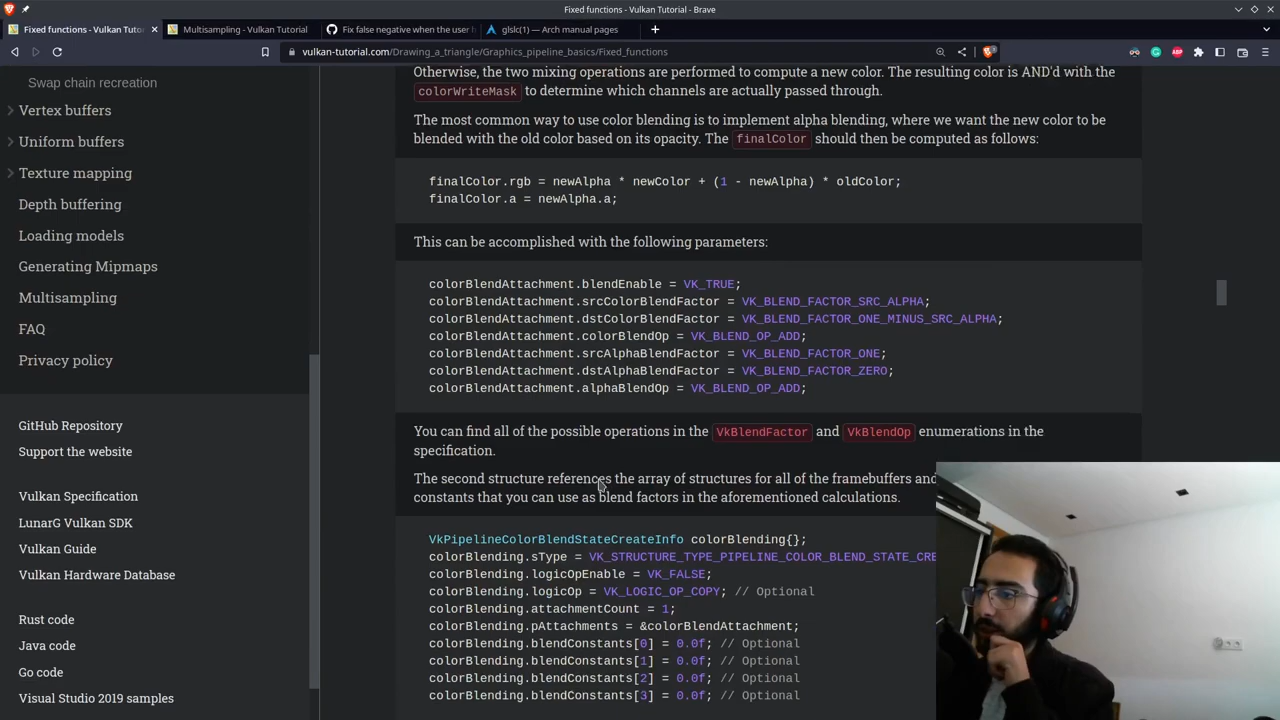 Fixed functions - Vulkan Tutorial - Brave
Fixed functions - Vulkan Tuto
Multisampling - Vulkan Tutorial
Fix false negative when the user h
glslc(1) — Arch manual pages
vulkan-tutorial.com/Drawing_a_triangle/Graphics_pipeline_basics/Fixed_functions
Swap chain recreation
Vertex buffers
Uniform buffers
Texture mapping
Depth buffering
Loading models
Generating Mipmaps
Multisampling
FAQ
Privacy policy
GitHub Repository
Support the website
Vulkan Specification
LunarG Vulkan SDK
Vulkan Guide
Vulkan Hardware Database
Rust code
Java code
Go code
Visual Studio 2019 samples
Otherwise, the two mixing operations are performed to compute a new color. The resulting color is AND'd with the
colorWriteMask to determine which channels are actually passed through.
The most common way to use color blending is to implement alpha blending, where we want the new color to be
blended with the old color based on its opacity. The finalColor should then be computed as follows:
finalColor.rgb = newAlpha * newColor + (1 - newAlpha) * oldColor;
finalColor.a = newAlpha.a;
This can be accomplished with the following parameters:
colorBlendAttachment.blendEnable = VK_TRUE;
colorBlendAttachment.srcColorBlendFactor = VK_BLEND_FACTOR_SRC_ALPHA;
colorBlendAttachment.dstColorBlendFactor = VK_BLEND_FACTOR_ONE_MINUS_SRC_ALPHA;
colorBlendAttachment.colorBlendOp = VK_BLEND_OP_ADD;
colorBlendAttachment.srcAlphaBlendFactor = VK_BLEND_FACTOR_ONE;
colorBlendAttachment.dstAlphaBlendFactor = VK_BLEND_FACTOR_ZERO;
colorBlendAttachment.alphaBlendOp = VK_BLEND_OP_ADD;
You can find all of the possible operations in the VkBlendFactor and VkBlendOp enumerations in the
specification.
The second structure references the array of structures for all of the framebuffers and
constants that you can use as blend factors in the aforementioned calculations.
VkPipelineColorBlendStateCreateInfo colorBlending{};
colorBlending.sType = VK_STRUCTURE_TYPE_PIPELINE_COLOR_BLEND_STATE_CRE
colorBlending.logicOpEnable = VK_FALSE;
colorBlending.logicOp = VK_LOGIC_OP_COPY; // Optional
colorBlending.attachmentCount = 1;
colorBlending.pAttachments = &colorBlendAttachment;
colorBlending.blendConstants[0] = 0.0f; // Optional
colorBlending.blendConstants[1] = 0.0f; // Optional
colorBlending.blendConstants[2] = 0.0f; // Optional
colorBlending.blendConstants[3] = 0.0f; // Optional